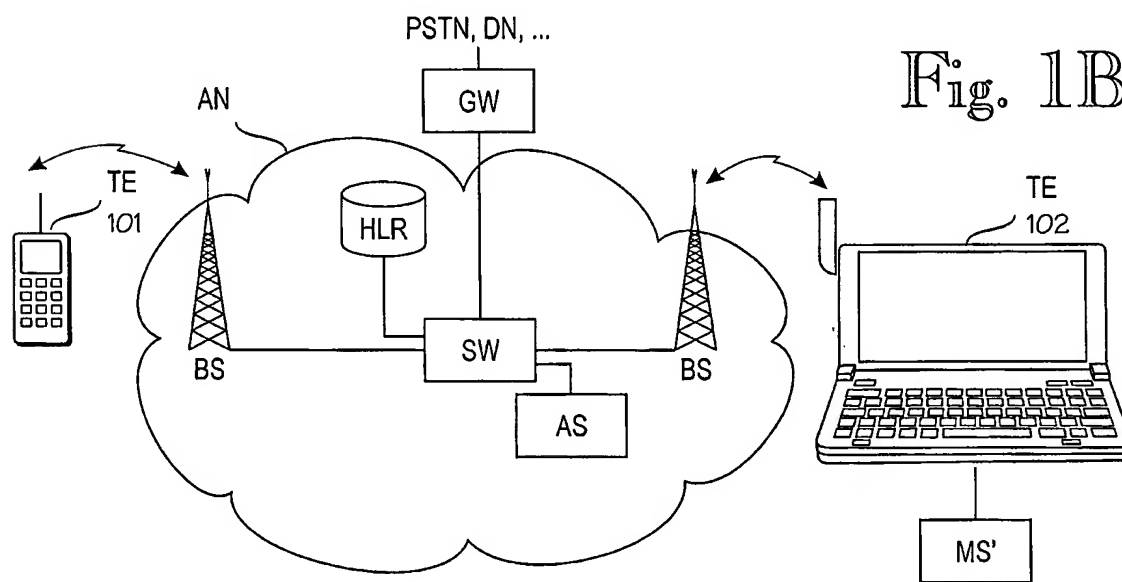 PSTN, DN, ...
Fig. 1B
GW
AN
TE
101
HLR
TE
102
BS
SW
BS
AS
MS'